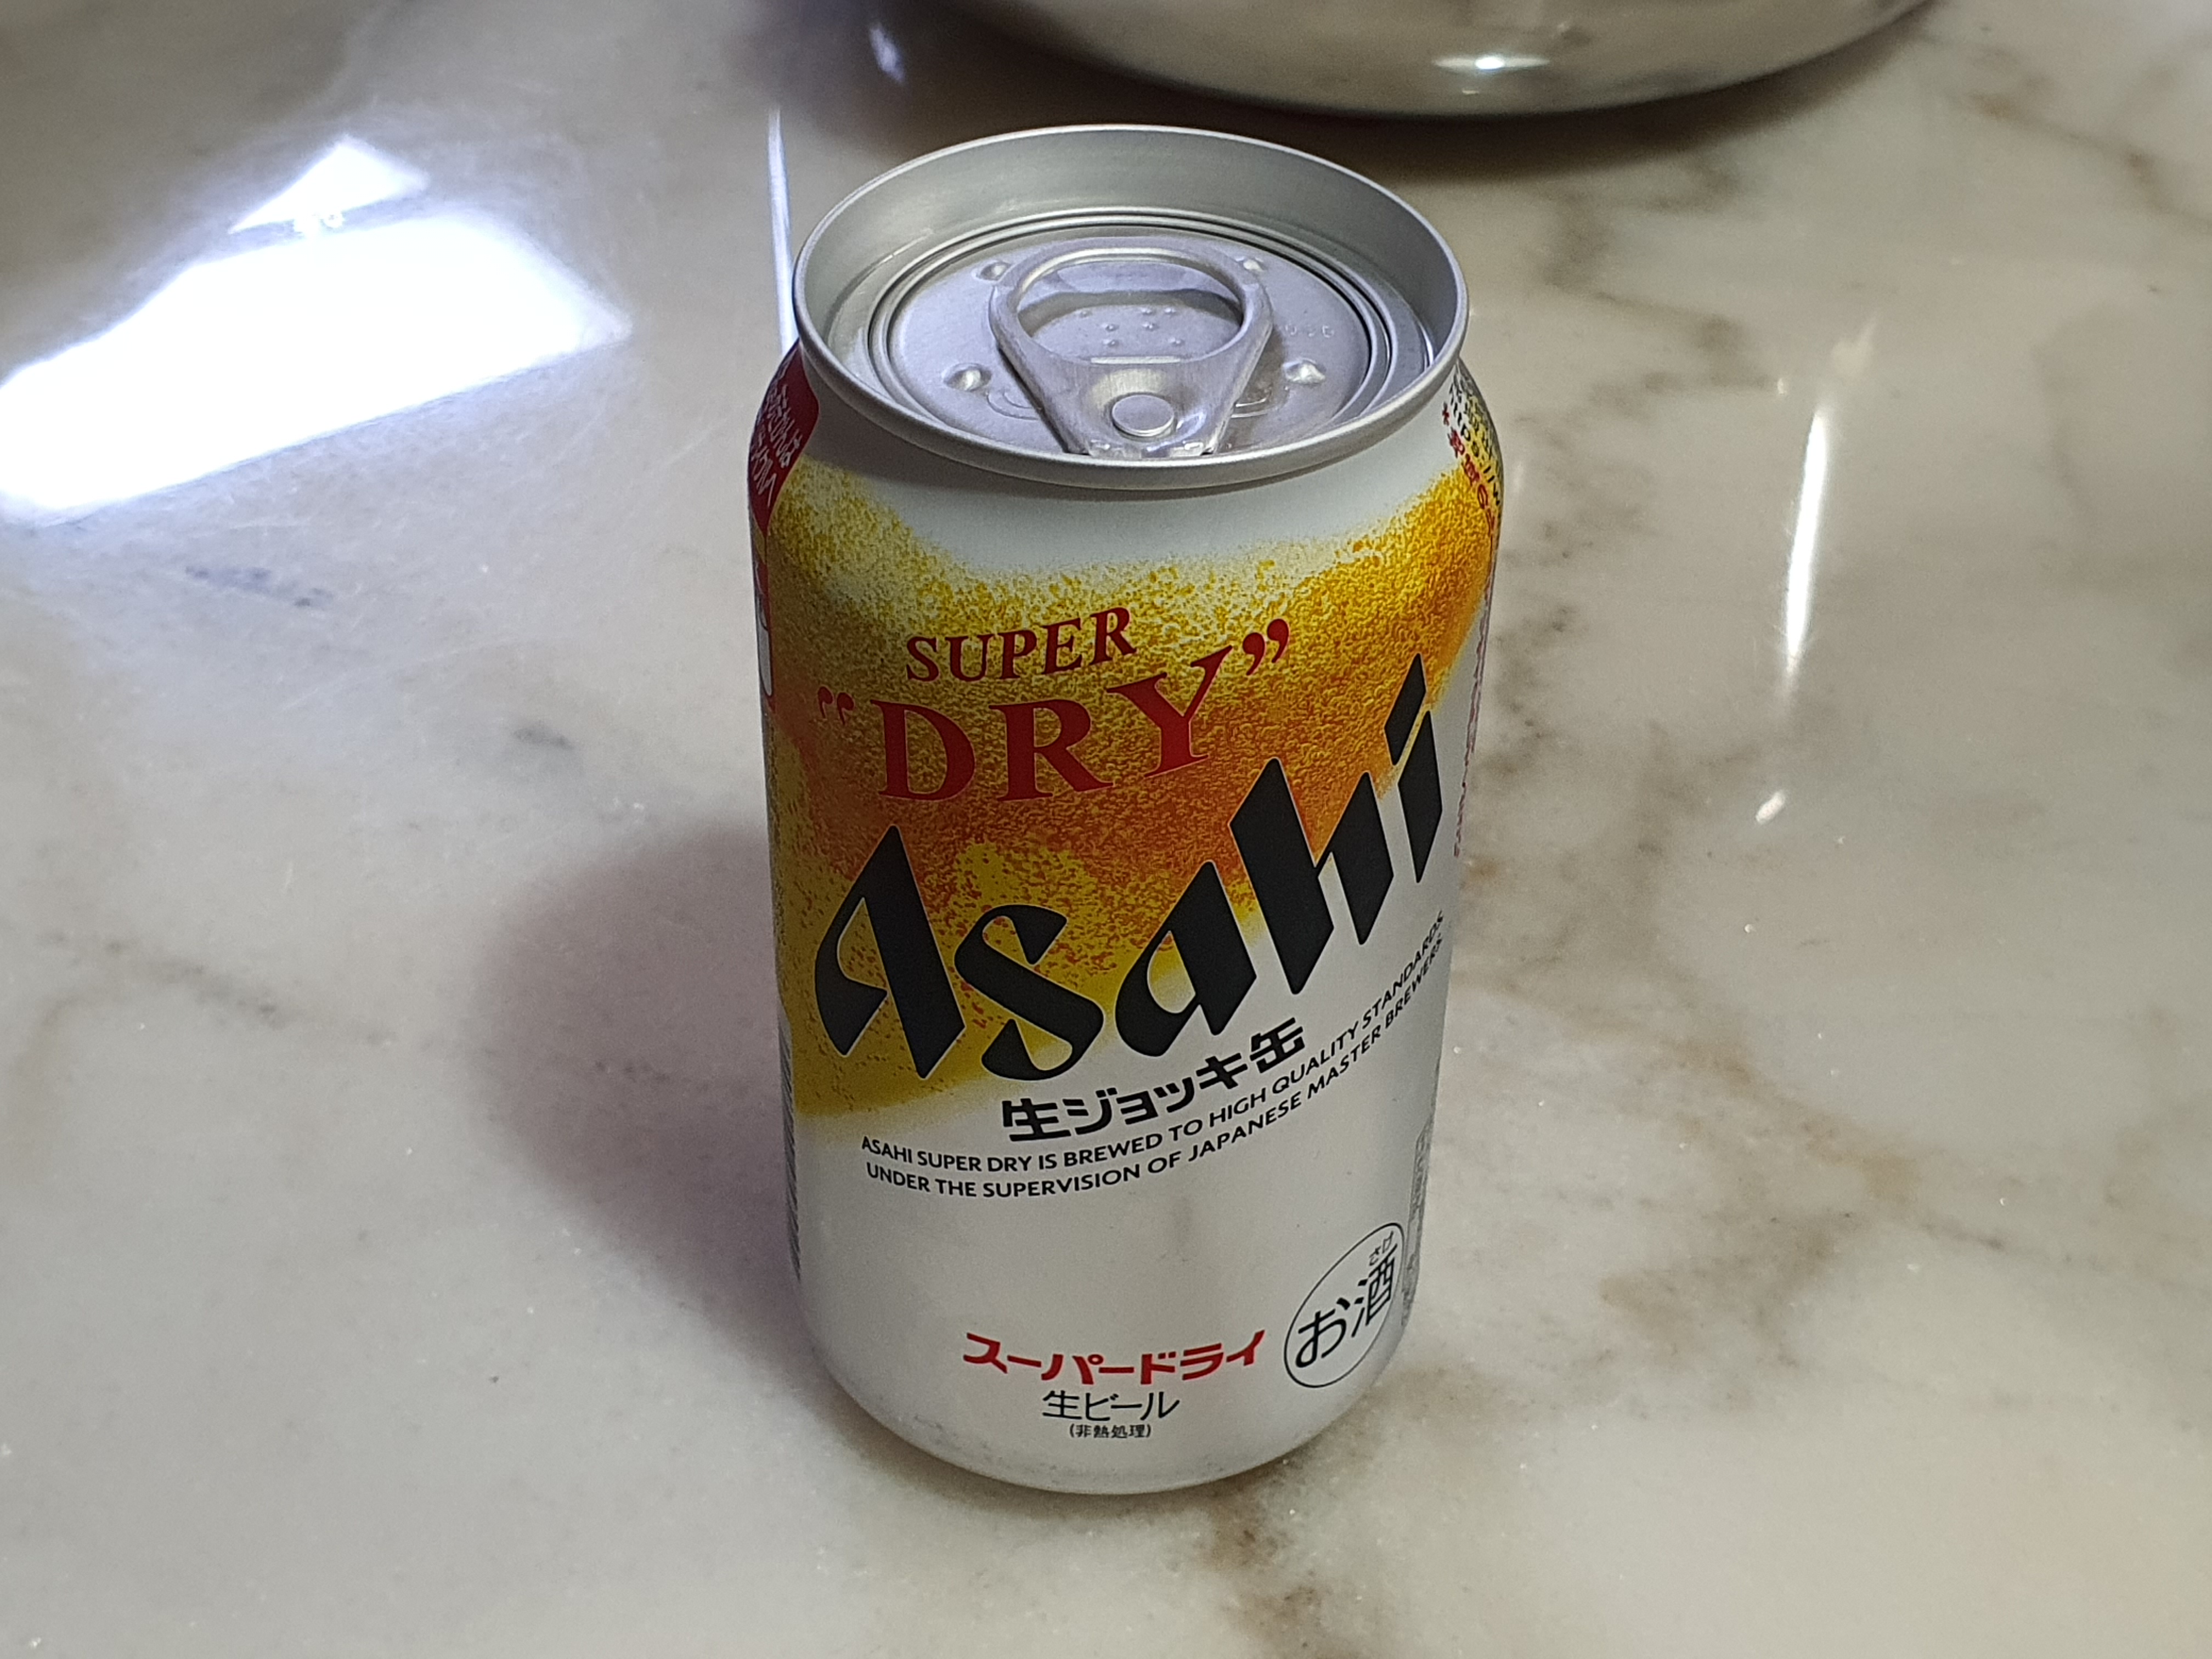 SUPER
"DRY"
Asahi
生ジョッキ缶
ASAHI SUPER DRY IS BREWED TO HIGH QUALITY STANDARDS
UNDER THE SUPERVISION OF JAPANESE MASTER BREWERS
さけ
お酒
スーパードライ
生ビール
(非熱処理)